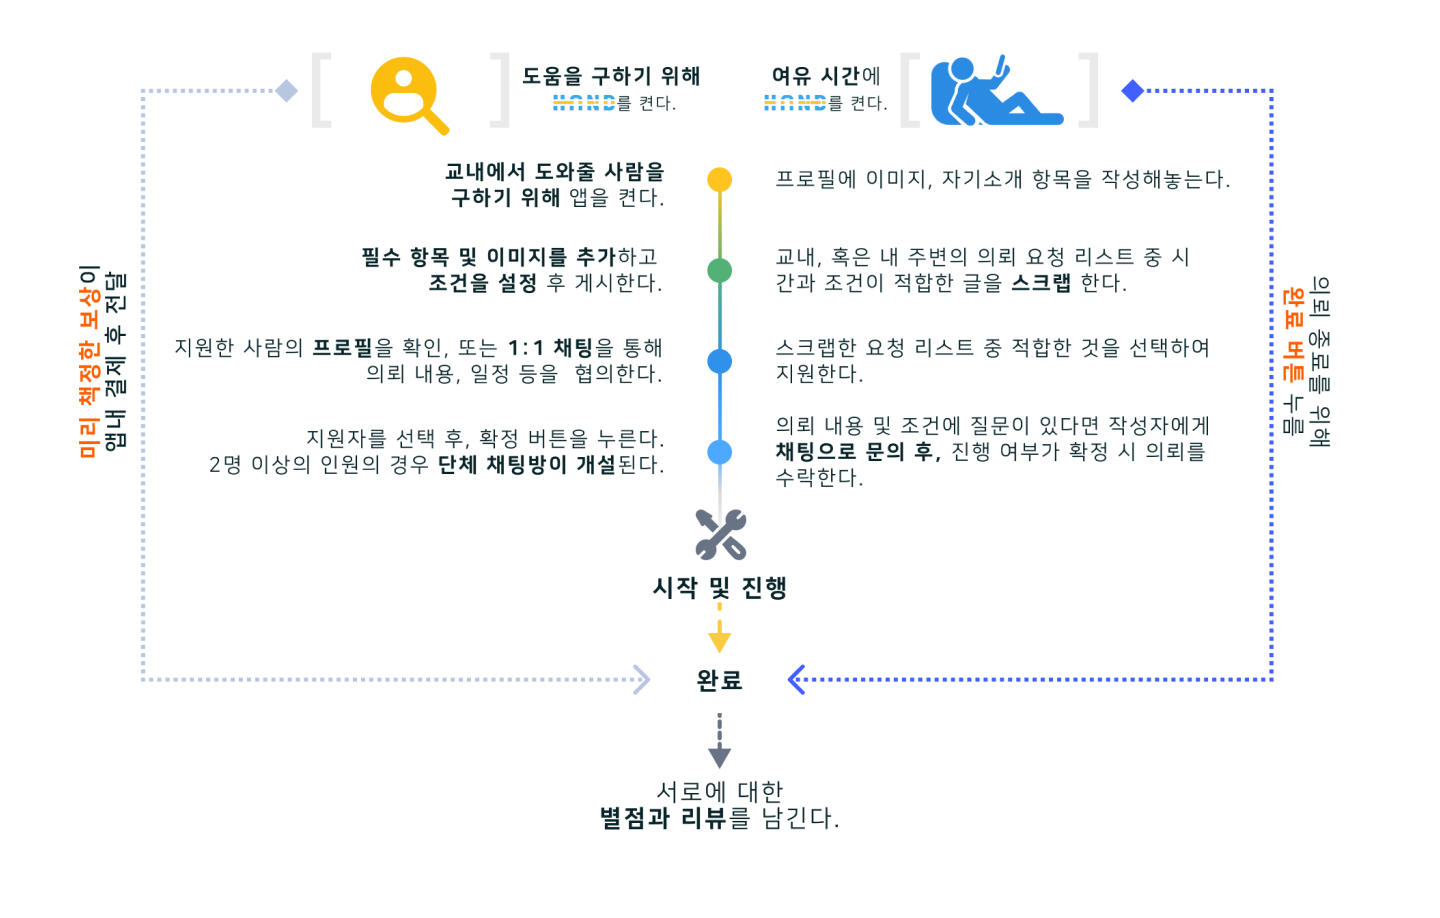 도움을 구하기 위해
HAND를 켠다.
여유 시간에
HAND를 켠다.
교내에서 도와줄 사람을
구하기 위해 앱을 켠다.
프로필에 이미지, 자기소개 항목을 작성해놓는다.
필수 항목 및 이미지를 추가하고
조건을 설정 후 게시한다.
교내, 혹은 내 주변의 의뢰 요청 리스트 중 시
간과 조건이 적합한 글을 스크랩 한다.
지원한 사람의 프로필을 확인, 또는 1:1 채팅을 통해
의뢰 내용, 일정 등을 협의한다.
스크랩한 요청 리스트 중 적합한 것을 선택하여
지원한다.
지원자를 선택 후, 확정 버튼을 누른다.
2명 이상의 인원의 경우 단체 채팅방이 개설된다.
의뢰 내용 및 조건에 질문이 있다면 작성자에게
채팅으로 문의 후, 진행 여부가 확정 시 의뢰를
수락한다.
미리 책정한 보상이
앱내 결제 후 전달
의뢰 종료를 위해
완료 버튼 누름
시작 및 진행
완료
서로에 대한
별점과 리뷰를 남긴다.